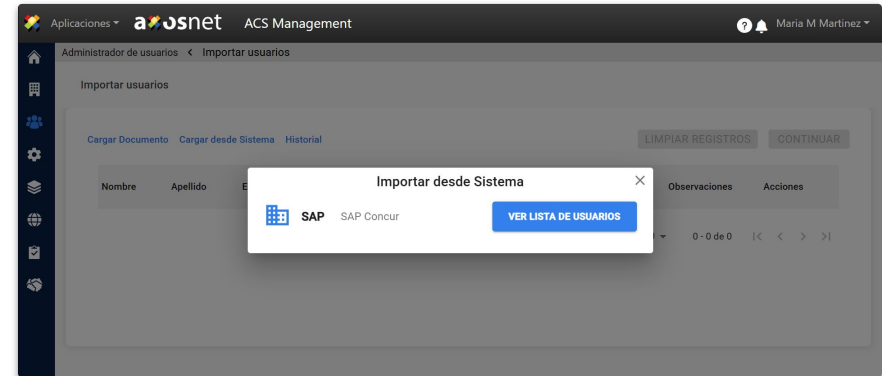 Aplicaciones axosnet ACS Management ? Maria M Martinez
Administrador de usuarios < Importar usuarios
Importar usuarios
Cargar Documento Cargar desde Sistema Historial LIMPIAR REGISTROS CONTINUAR
Importar desde Sistema
Nombre Apellido E Observaciones Acciones
SAP SAP Concur VER LISTA DE USUARIOS
0 - 0 de 0 |< < > >|